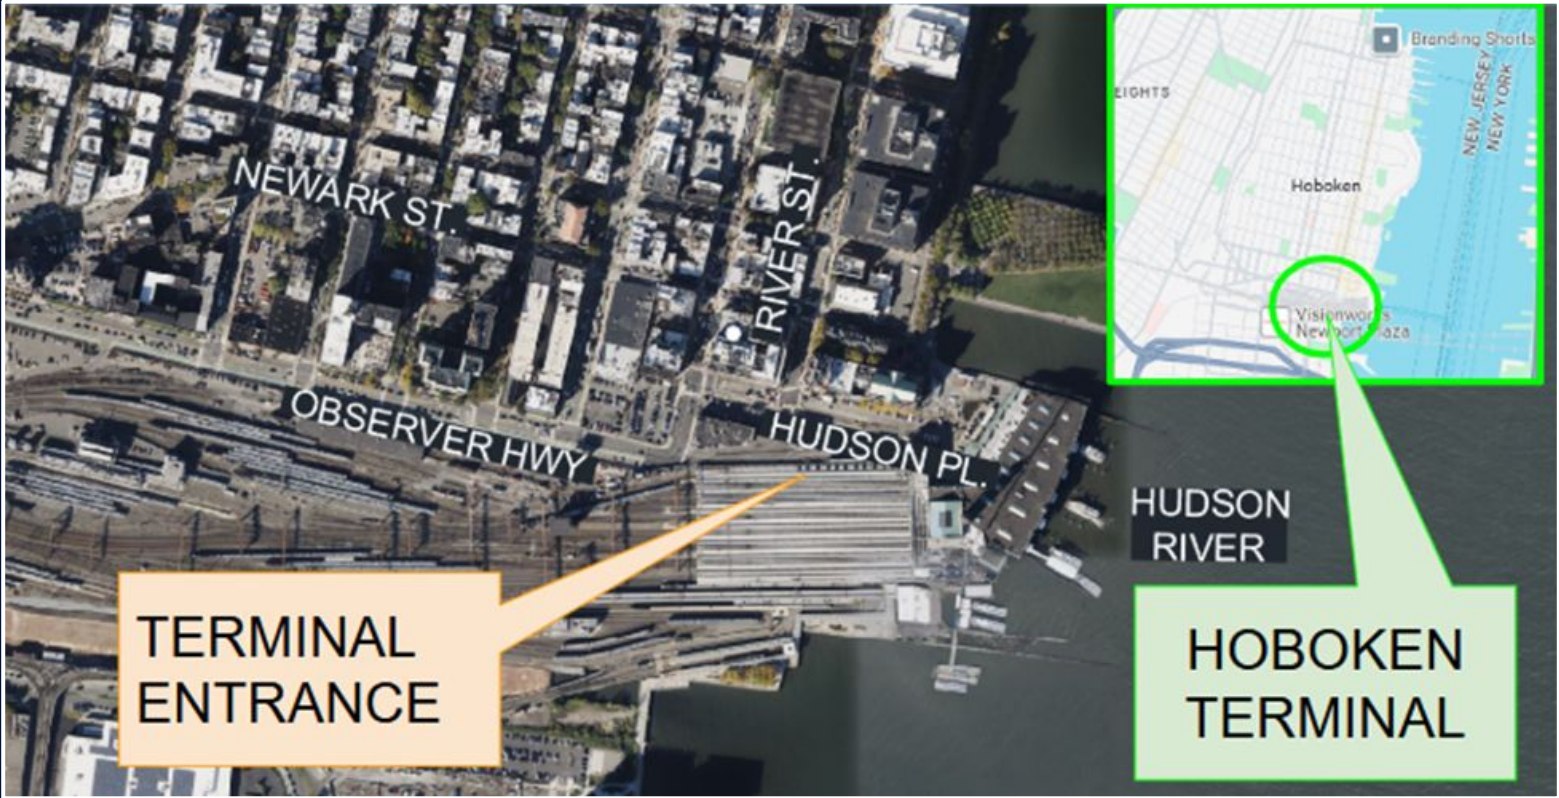 NEWARK ST.
RIVER ST.
OBSERVER HWY
HUDSON PL.
HUDSON
RIVER
TERMINAL
ENTRANCE
HOBOKEN
TERMINAL
Branding Shorts
EIGHTS
NEW JERSEY
NEW YORK
Hoboken
Visionworks
Newport Plaza